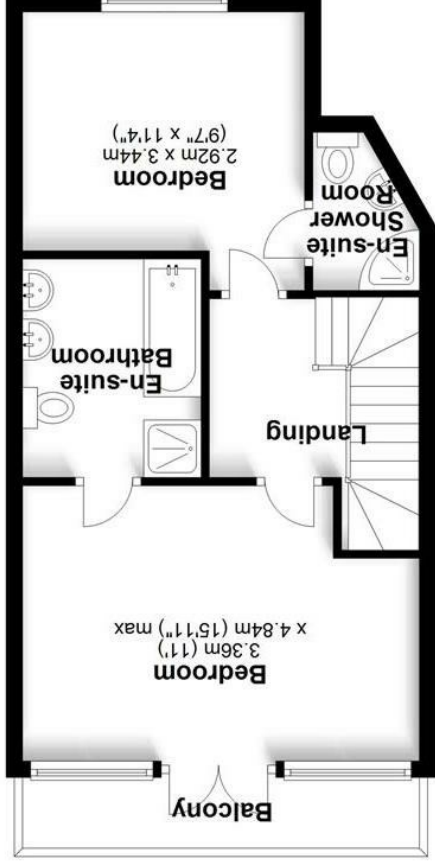 Balcony
Bedroom
3.36m (11')
x 4.84m (15'11") max
Landing
En-suite
Bathroom
En-suite
Shower
Room
Bedroom
2.92m x 3.44m
(9'7" x 11'4")